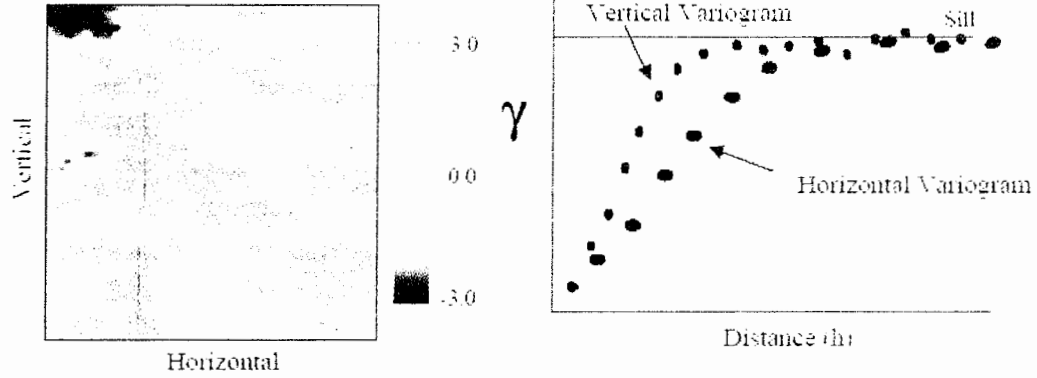 Vertical
Horizontal
3.0
0.0
-3.0
γ
Vertical Variogram
Sill
Horizontal Variogram
Distance (h)